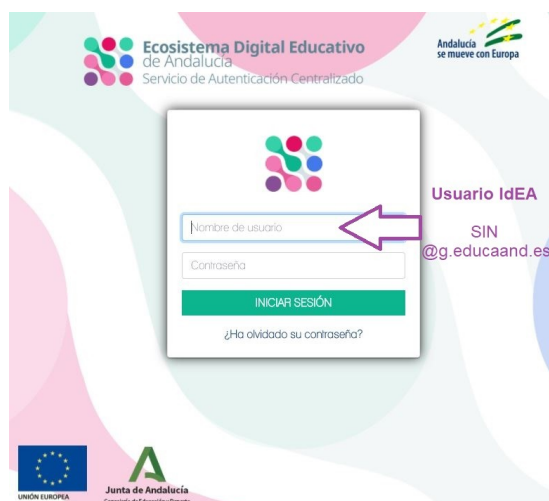 Ecosistema Digital Educativo
de Andalucía
Servicio de Autenticación Centralizado
Andalucía
se mueve con Europa
Nombre de usuario
Usuario IdEA
SIN
@g.educaand.es
Contraseña
INICIAR SESIÓN
¿Ha olvidado su contraseña?
UNIÓN EUROPEA
Junta de Andalucía